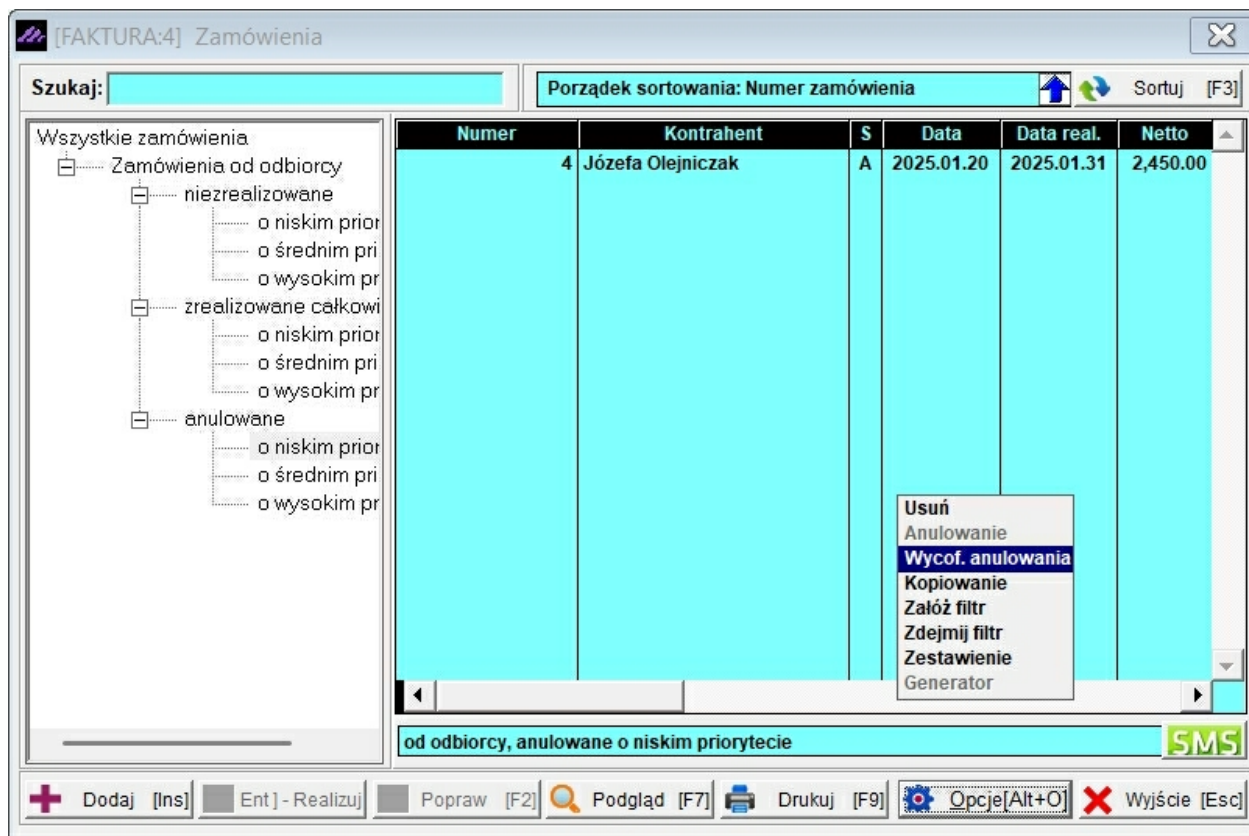 [FAKTURA:4] Zamówienia
Szukaj:
Porządek sortowania: Numer zamówienia
Sortuj [F3]
Wszystkie zamówienia
Zamówienia od odbiorcy
niezrealizowane
o niskim prior
o średnim pri
o wysokim pr
zrealizowane całkowi
o niskim prior
o średnim pri
o wysokim pr
anulowane
o niskim prior
o średnim pri
o wysokim pr
Numer Kontrahent S Data Data real. Netto
4 Józefa Olejniczak A 2025.01.20 2025.01.31 2,450.00
Usuń
Anulowanie
Wycof. anulowania
Kopiowanie
Załóż filtr
Zdejmij filtr
Zestawienie
Generator
od odbiorcy, anulowane o niskim priorytecie
SMS
Dodaj [Ins] Ent ] - Realizuj Popraw [F2] Podgląd [F7] Drukuj [F9] Opcje[Alt+O] Wyjście [Esc]